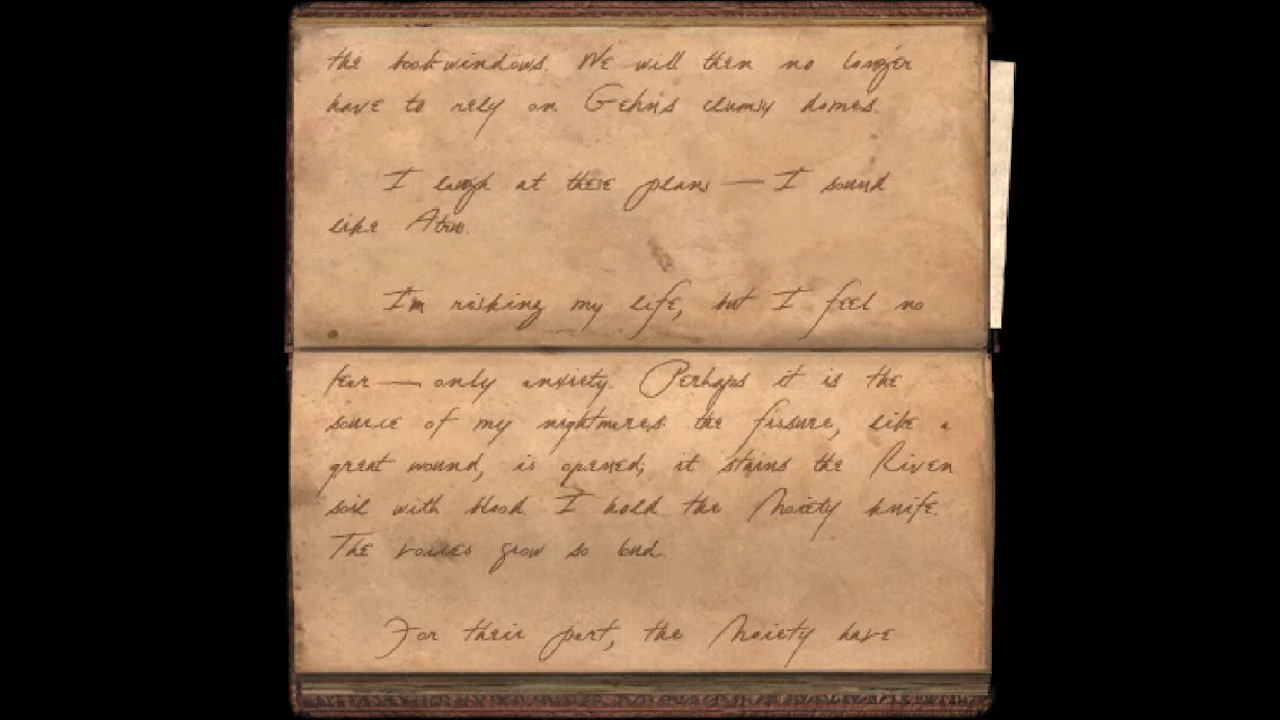 the book windows. We will then no longer
have to rely on Gehn's clumsy domes.
I laugh at these plans — I sound
like Atrus.
I'm risking my life, but I feel no
fear — only anxiety. Perhaps it is the
source of my nightmares: the fissure, like a
great wound, is opened; it stains the Riven
soil with blood. I hold the Moiety knife.
The voices grow so loud.
For their part, the Moiety have